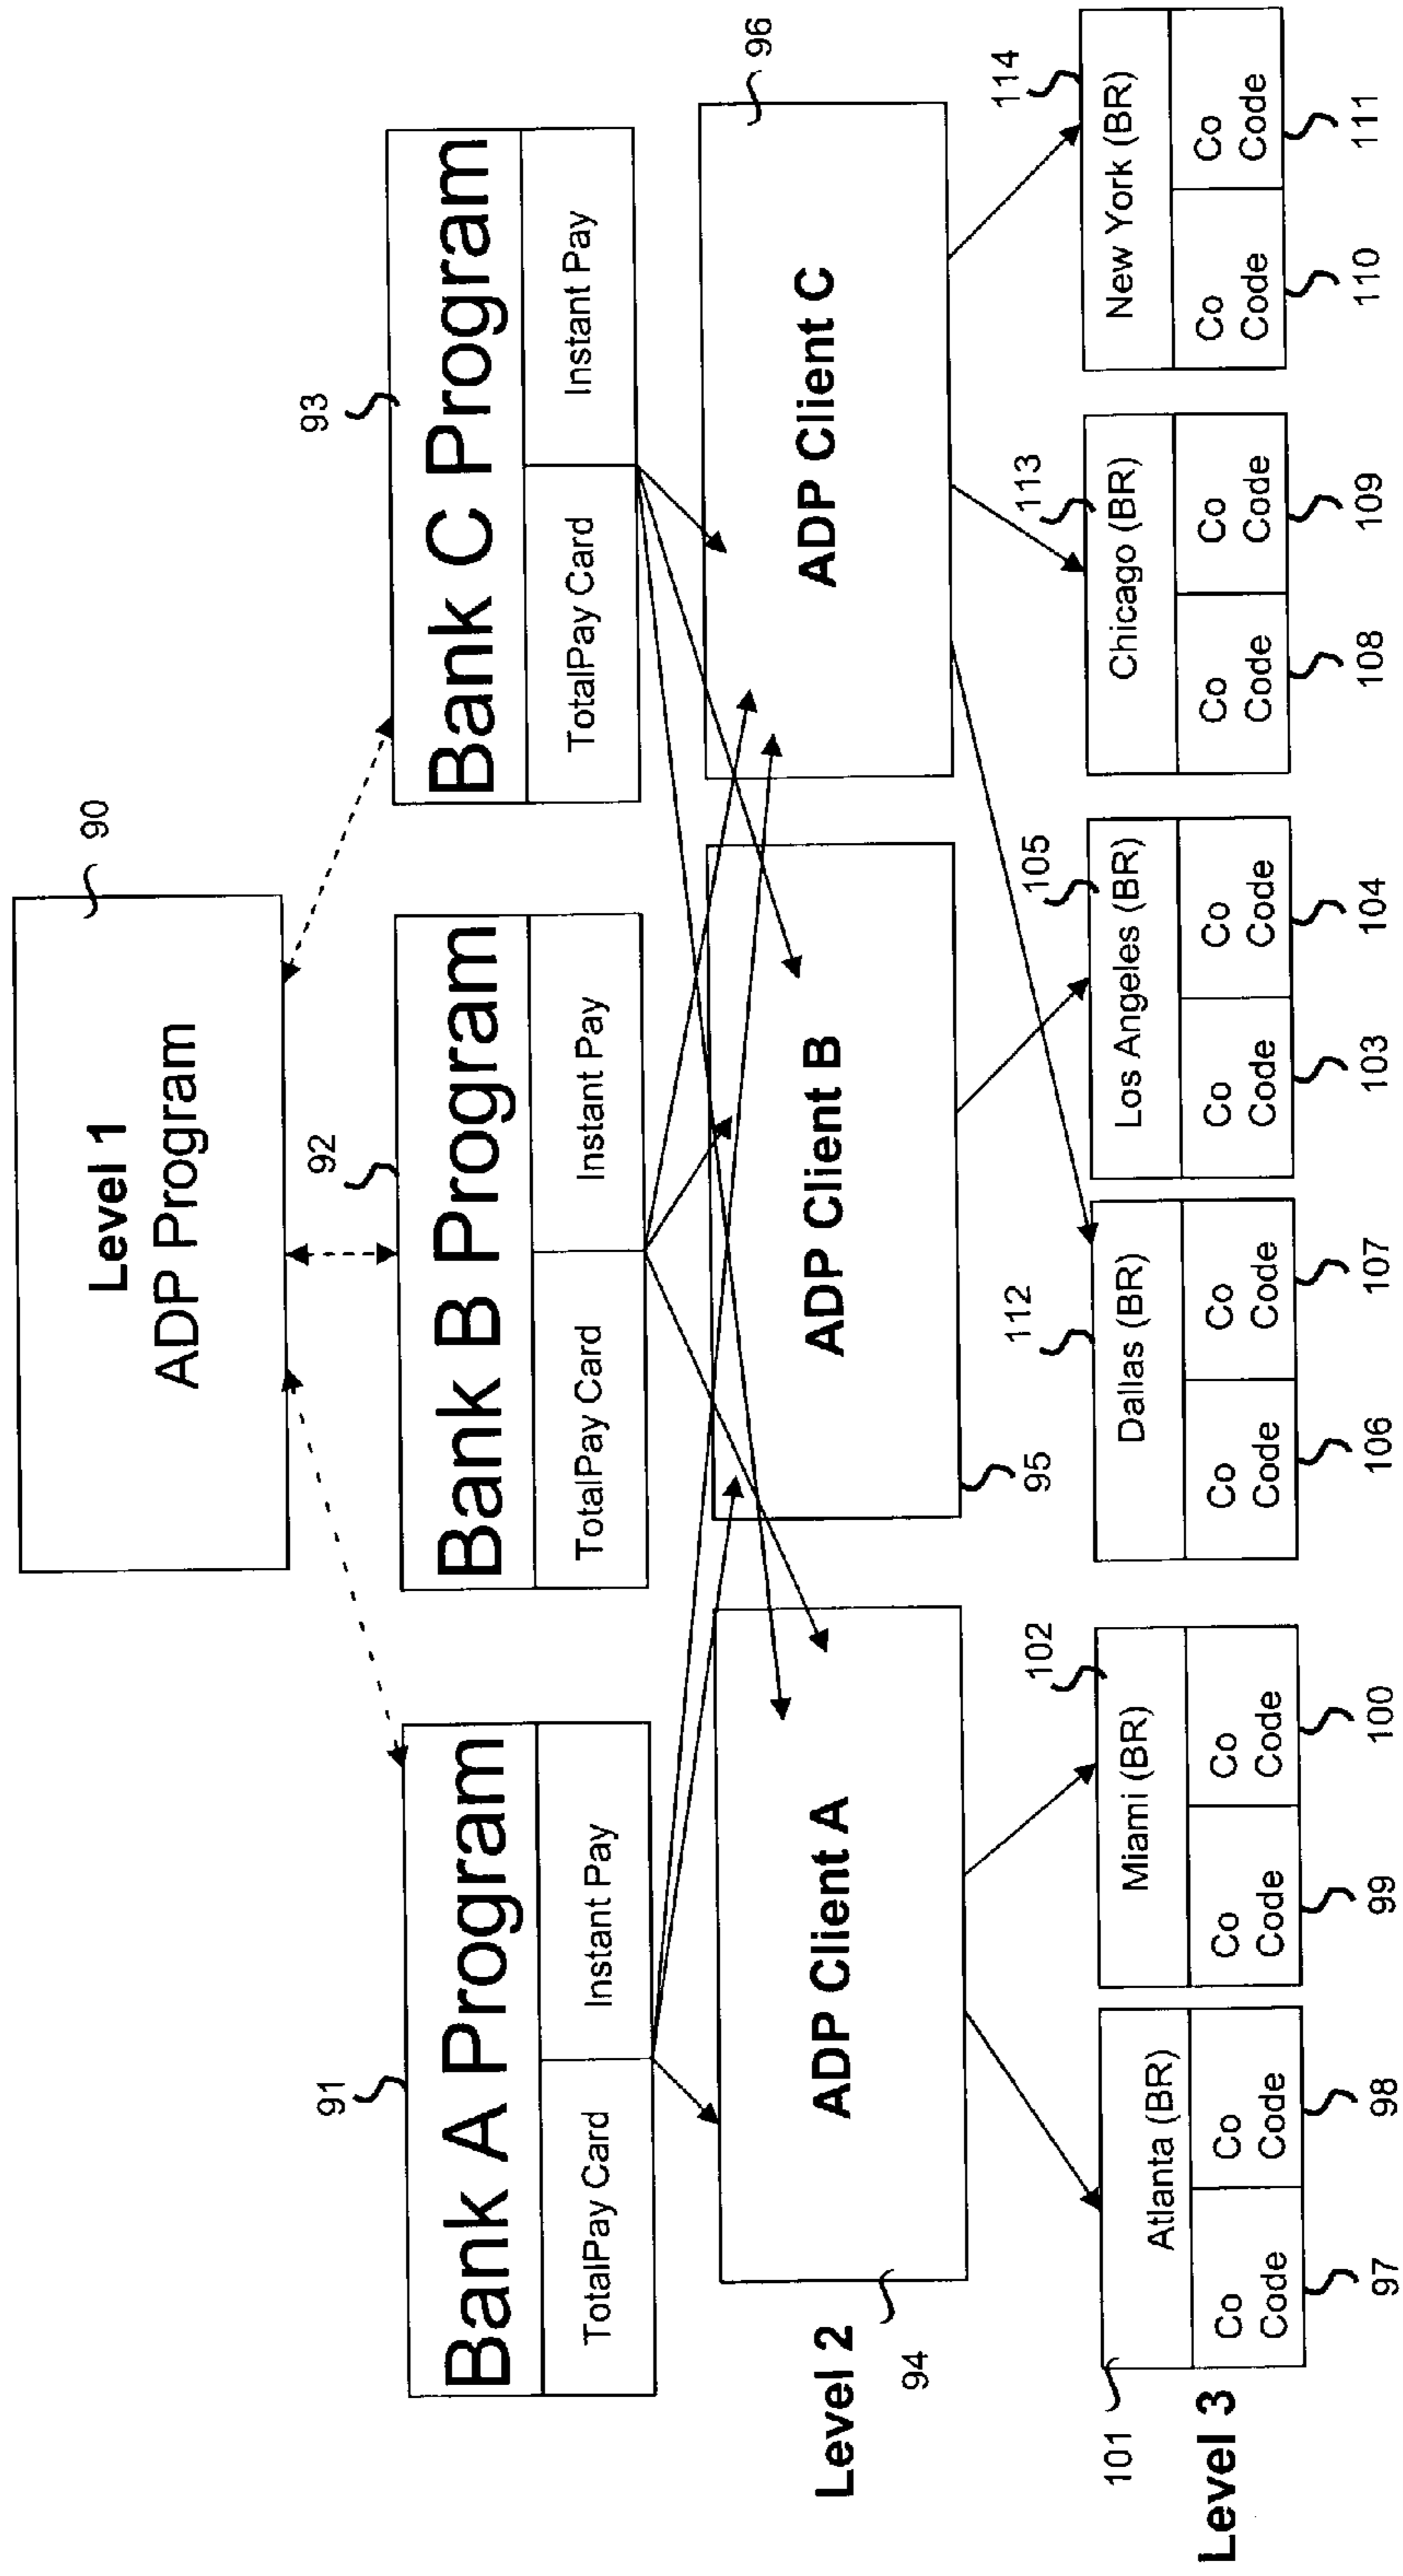 Level 1
ADP Program
90
91
92
93
Bank A Program
TotalPay Card
Instant Pay
Bank B Program
TotalPay Card
Instant Pay
Bank C Program
TotalPay Card
Instant Pay
Level 2
94
ADP Client A
95
ADP Client B
96
ADP Client C
Level 3
101
Atlanta (BR)
Co
Code
97
Co
Code
98
102
Miami (BR)
Co
Code
99
Co
Code
100
112
Dallas (BR)
Co
Code
106
Co
Code
107
105
Los Angeles (BR)
Co
Code
103
Co
Code
104
113
Chicago (BR)
Co
Code
108
Co
Code
109
114
New York (BR)
Co
Code
110
Co
Code
111